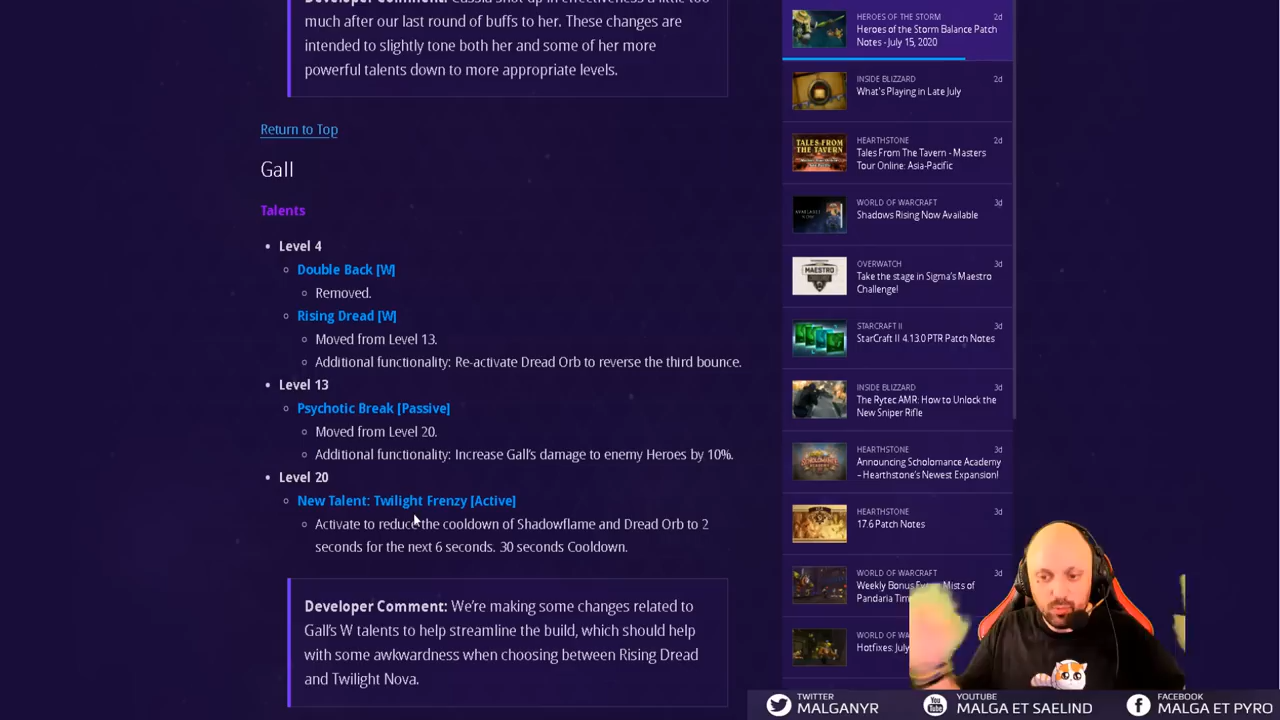 much after our last round of buffs to her. These changes are
intended to slightly tone both her and some of her more
powerful talents down to more appropriate levels.
Return to Top
Gall
Talents
Level 4
Double Back [W]
Removed.
Rising Dread [W]
Moved from Level 13.
Additional functionality: Re-activate Dread Orb to reverse the third bounce.
Level 13
Psychotic Break [Passive]
Moved from Level 20.
Additional functionality: Increase Gall's damage to enemy Heroes by 10%.
Level 20
New Talent: Twilight Frenzy [Active]
Activate to reduce the cooldown of Shadowflame and Dread Orb to 2
seconds for the next 6 seconds. 30 seconds Cooldown.
Developer Comment: We're making some changes related to
Gall's W talents to help streamline the build, which should help
with some awkwardness when choosing between Rising Dread
and Twilight Nova.
HEROES OF THE STORM 2d
Heroes of the Storm Balance Patch
Notes - July 15, 2020
INSIDE BLIZZARD 2d
What's Playing in Late July
TALES FROM
THE TAVERN
HEARTHSTONE 2d
Tales From The Tavern - Masters
Tour Online: Asia-Pacific
WORLD OF WARCRAFT 3d
Shadows Rising Now Available
MAESTRO
OVERWATCH 3d
Take the stage in Sigma's Maestro
Challenge!
STARCRAFT II 3d
StarCraft II 4.13.0 PTR Patch Notes
INSIDE BLIZZARD 3d
The Rytec AMR: How to Unlock the
New Sniper Rifle
HEARTHSTONE 3d
Announcing Scholomance Academy
– Hearthstone's Newest Expansion!
HEARTHSTONE 3d
17.6 Patch Notes
WORLD OF WARCRAFT 3d
Weekly Bonus Mists of
Pandaria
WORLD OF
Hotfixes: July
TWITTER
MALGANYR
YOUTUBE
MALGA ET SAELIND
FACEBOOK
MALGA ET PYRO